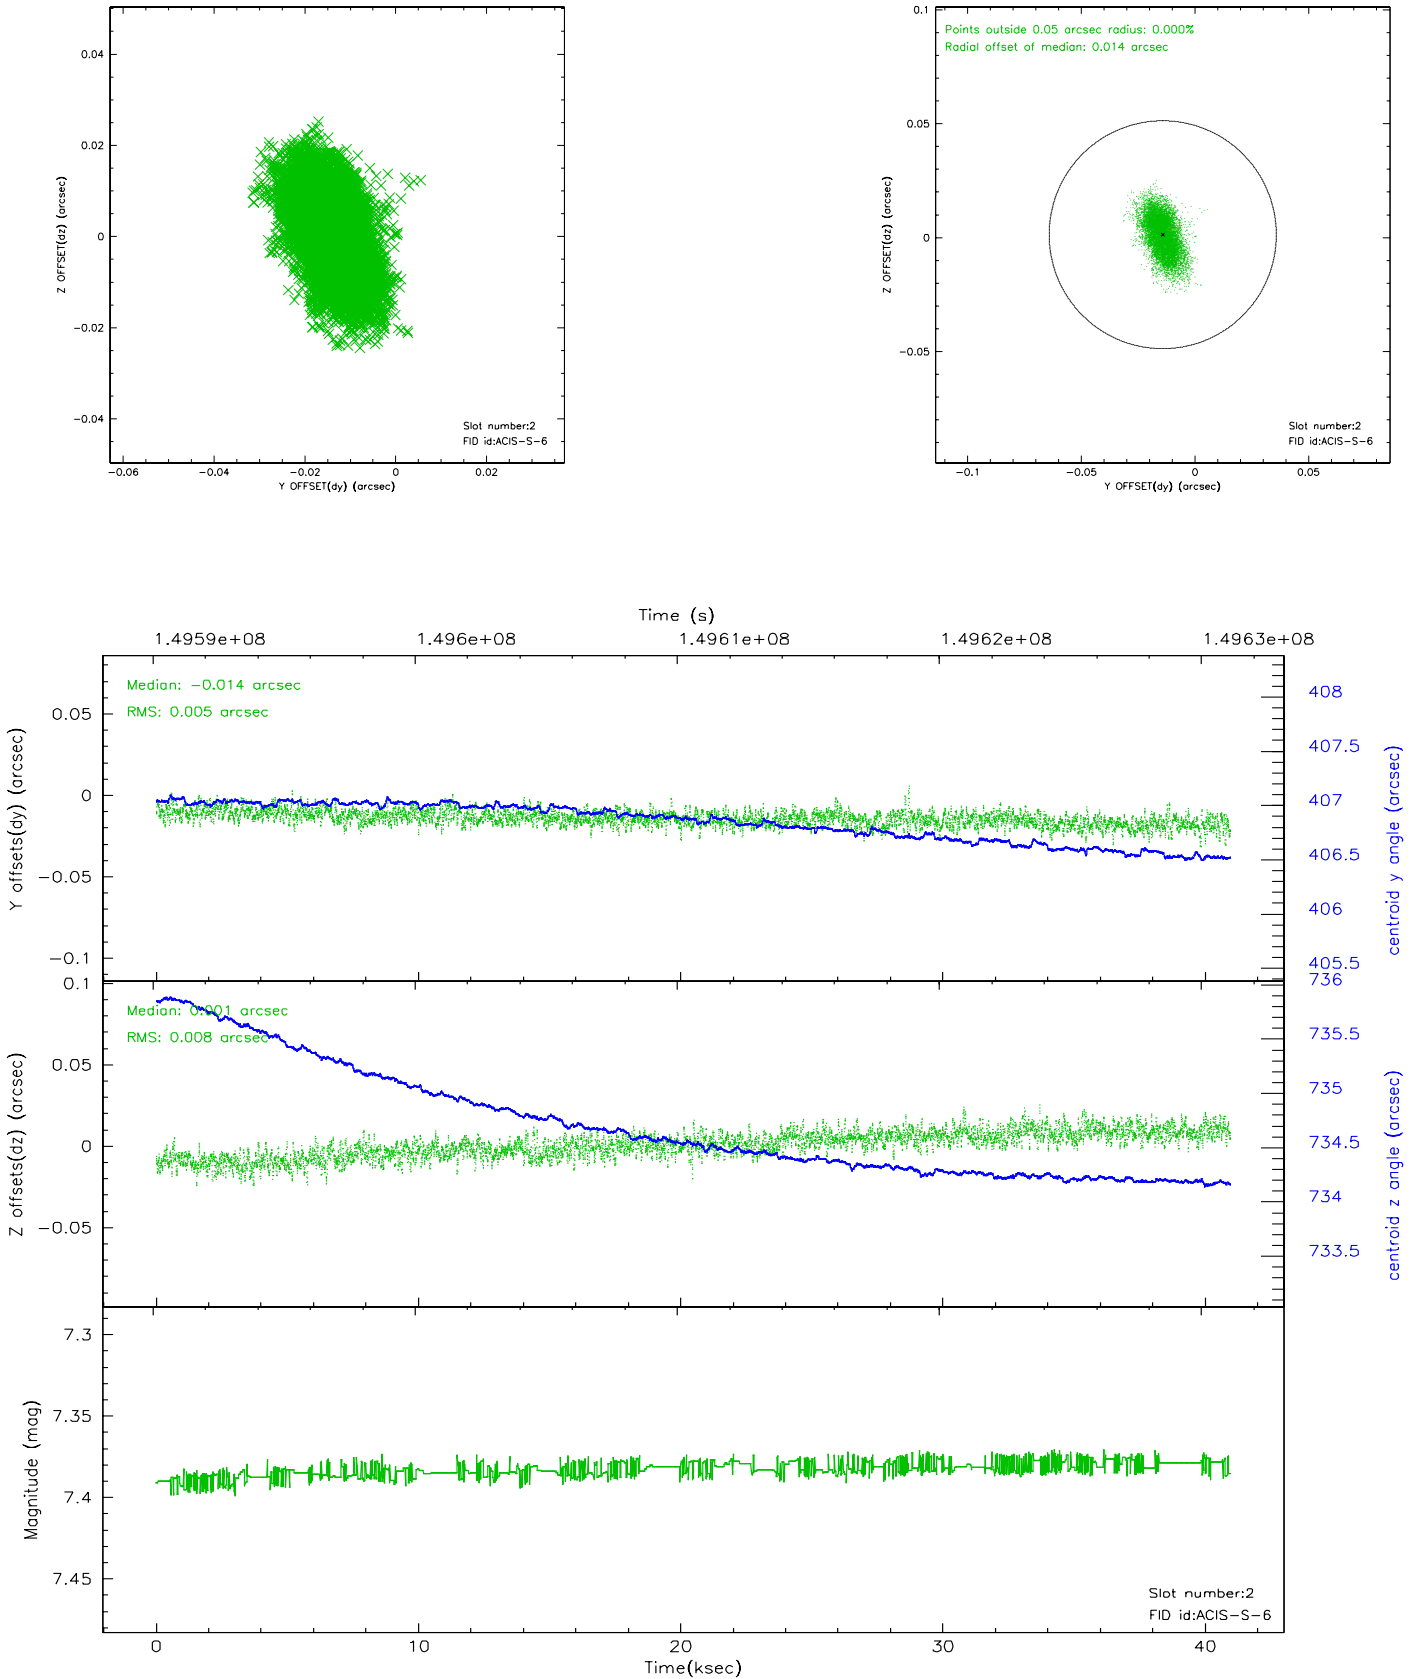 0.04
0.02
0
−0.02
−0.04
Z OFFSET(dz) (arcsec)
Slot number:2
FID id:ACIS−S−6
−0.06
−0.04
−0.02
0
0.02
Y OFFSET(dy) (arcsec)
0.1
0.05
0
−0.05
Z OFFSET(dz) (arcsec)
Points outside 0.05 arcsec radius: 0.000%
Radial offset of median: 0.014 arcsec
Slot number:2
FID id:ACIS−S−6
−0.1
−0.05
0
0.05
Y OFFSET(dy) (arcsec)
Time (s)
1.4959e+08
1.496e+08
1.4961e+08
1.4962e+08
1.4963e+08
Median: −0.014 arcsec
RMS: 0.005 arcsec
0.05
0
−0.05
−0.1
Y offsets(dy) (arcsec)
408
407.5
407
406.5
406
405.5
centroid y angle (arcsec)
Median: 0.001 arcsec
RMS: 0.008 arcsec
0.1
0.05
0
−0.05
Z offsets(dz) (arcsec)
736
735.5
735
734.5
734
733.5
centroid z angle (arcsec)
7.3
7.35
7.4
7.45
Magnitude (mag)
Slot number:2
FID id:ACIS−S−6
0
10
20
30
40
Time(ksec)